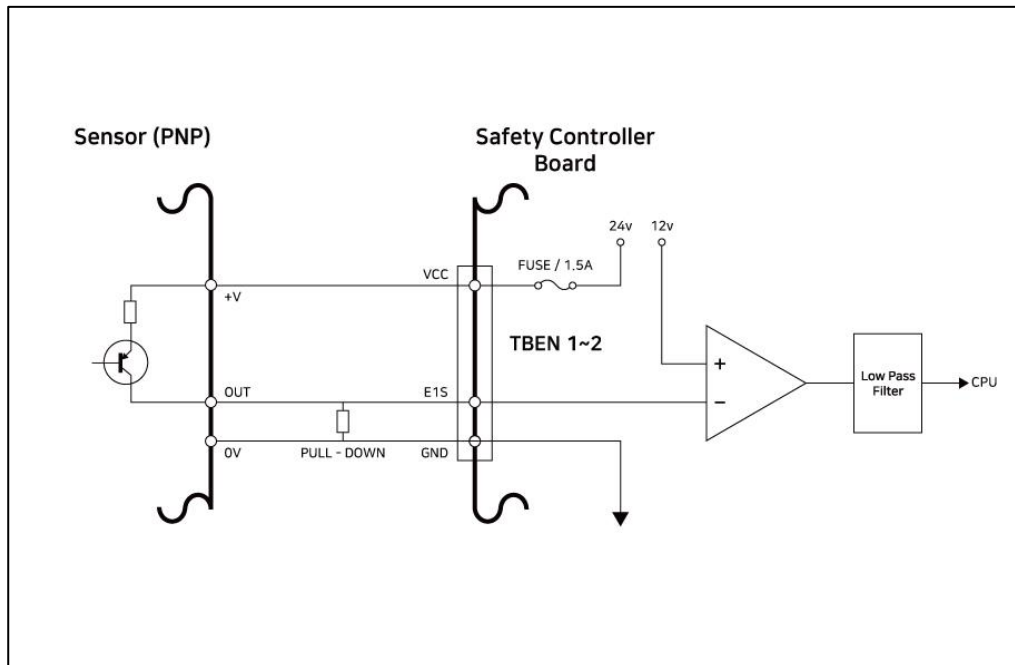 Sensor (PNP)
Safety Controller
Board
24v
12v
VCC
FUSE / 1.5A
+V
TBEN 1~2
+
Low Pass
Filter
CPU
OUT
E1S
−
0V
PULL - DOWN
GND